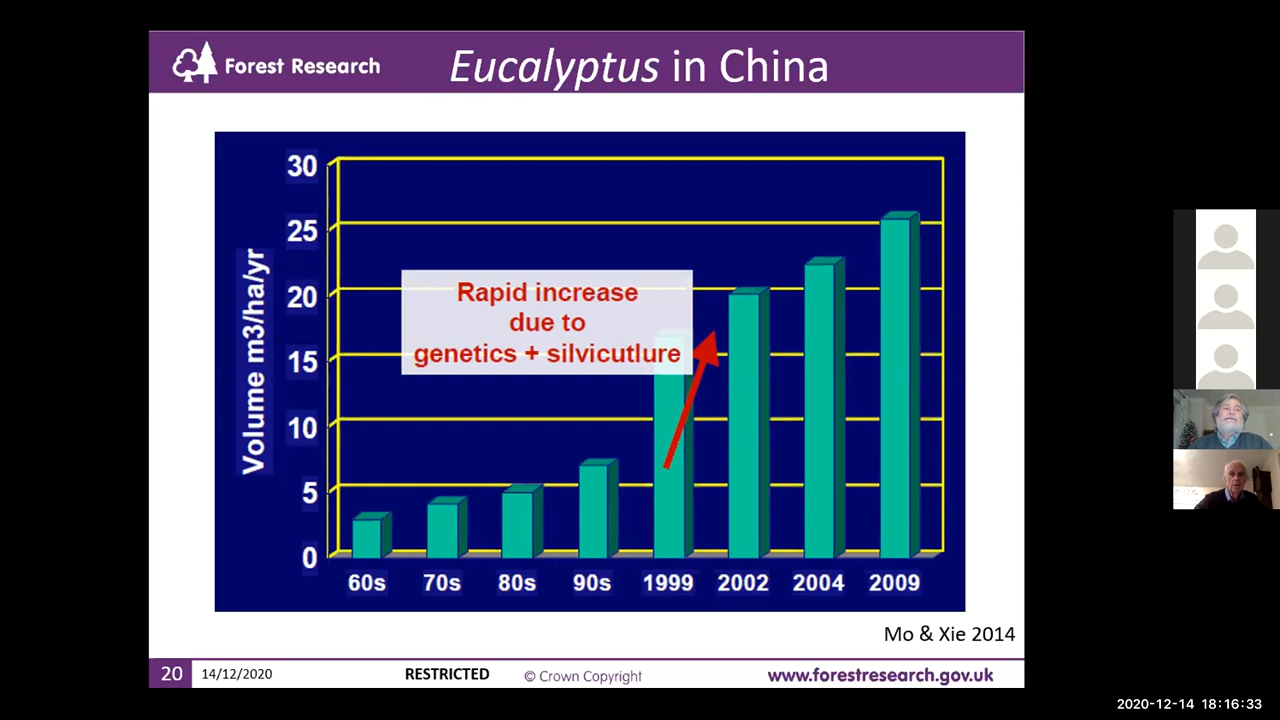 Forest Research
Eucalyptus in China
30
25
20
15
10
5
0
Volume m3/ha/yr
Rapid increase
due to
genetics + silvicutlure
60s 70s 80s 90s 1999 2002 2004 2009
Mo & Xie 2014
20 14/12/2020 RESTRICTED © Crown Copyright www.forestresearch.gov.uk
2020-12-14 18:16:33